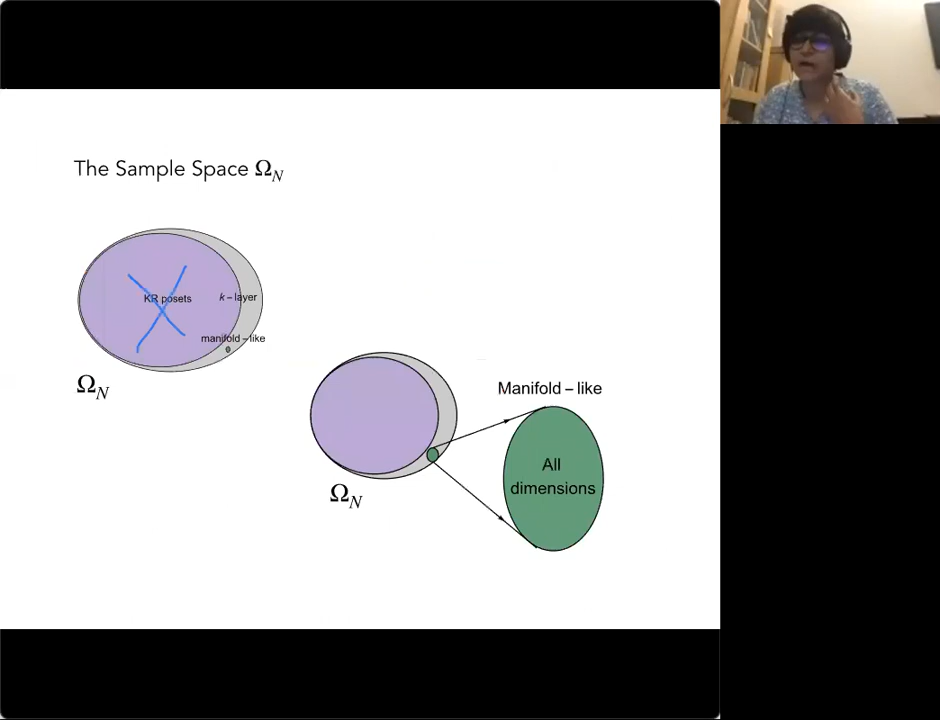 The Sample Space Ω_N
KR posets
k – layer
manifold – like
Ω_N
Manifold – like
All
dimensions
Ω_N